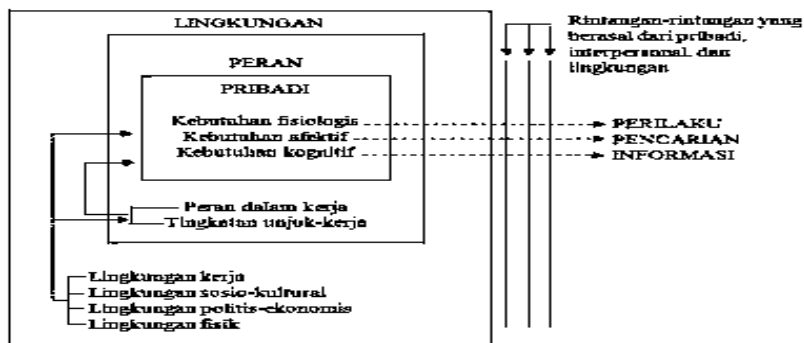 LINGKUNGAN
PERAN
PRIBADI
Kebutuhan fisiologis
Kebutuhan afektif
Kebutuhan kognitif
Peran dalam kerja
Tingkatan unjuk-kerja
Lingkungan kerja
Lingkungan sosio-kultural
Lingkungan politis-ekonomis
Lingkungan fisik
Rintangan-rintangan yang
berasal dari pribadi,
interpersonal dan
lingkungan
PERILAKU
PENCARIAN
INFORMASI